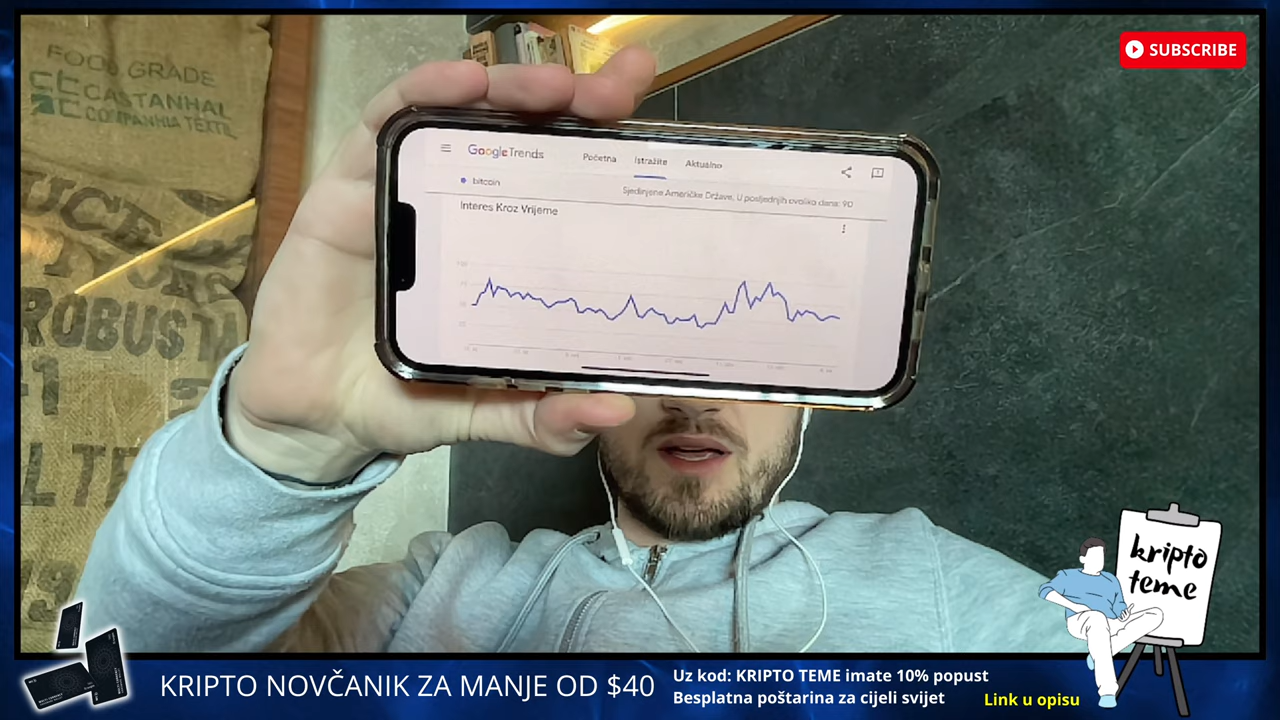 SUBSCRIBE
FOOD GRADE
CASTANHAL
COMPANHIA TEXTIL
ROBUSTA
Google Trends
Početna
Istražite
Aktualno
bitcoin
Sjedinjene Američke Države, U posljednjih ovoliko dana: 90
Interes Kroz Vrijeme
kripto
teme
KRIPTO NOVČANIK ZA MANJE OD $40
Uz kod: KRIPTO TEME imate 10% popust
Besplatna poštarina za cijeli svijet
Link u opisu